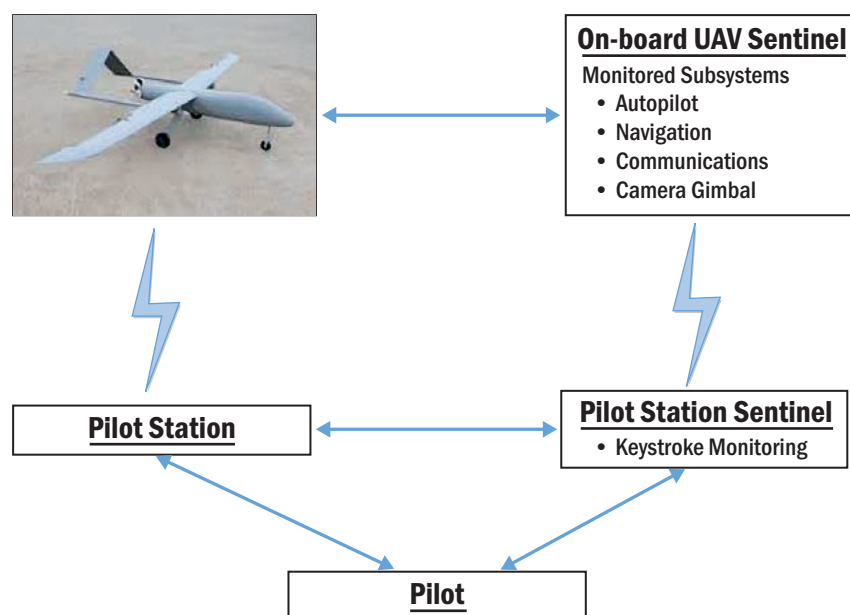 On-board UAV Sentinel
Monitored Subsystems
• Autopilot
• Navigation
• Communications
• Camera Gimbal
Pilot Station
Pilot Station Sentinel
• Keystroke Monitoring
Pilot